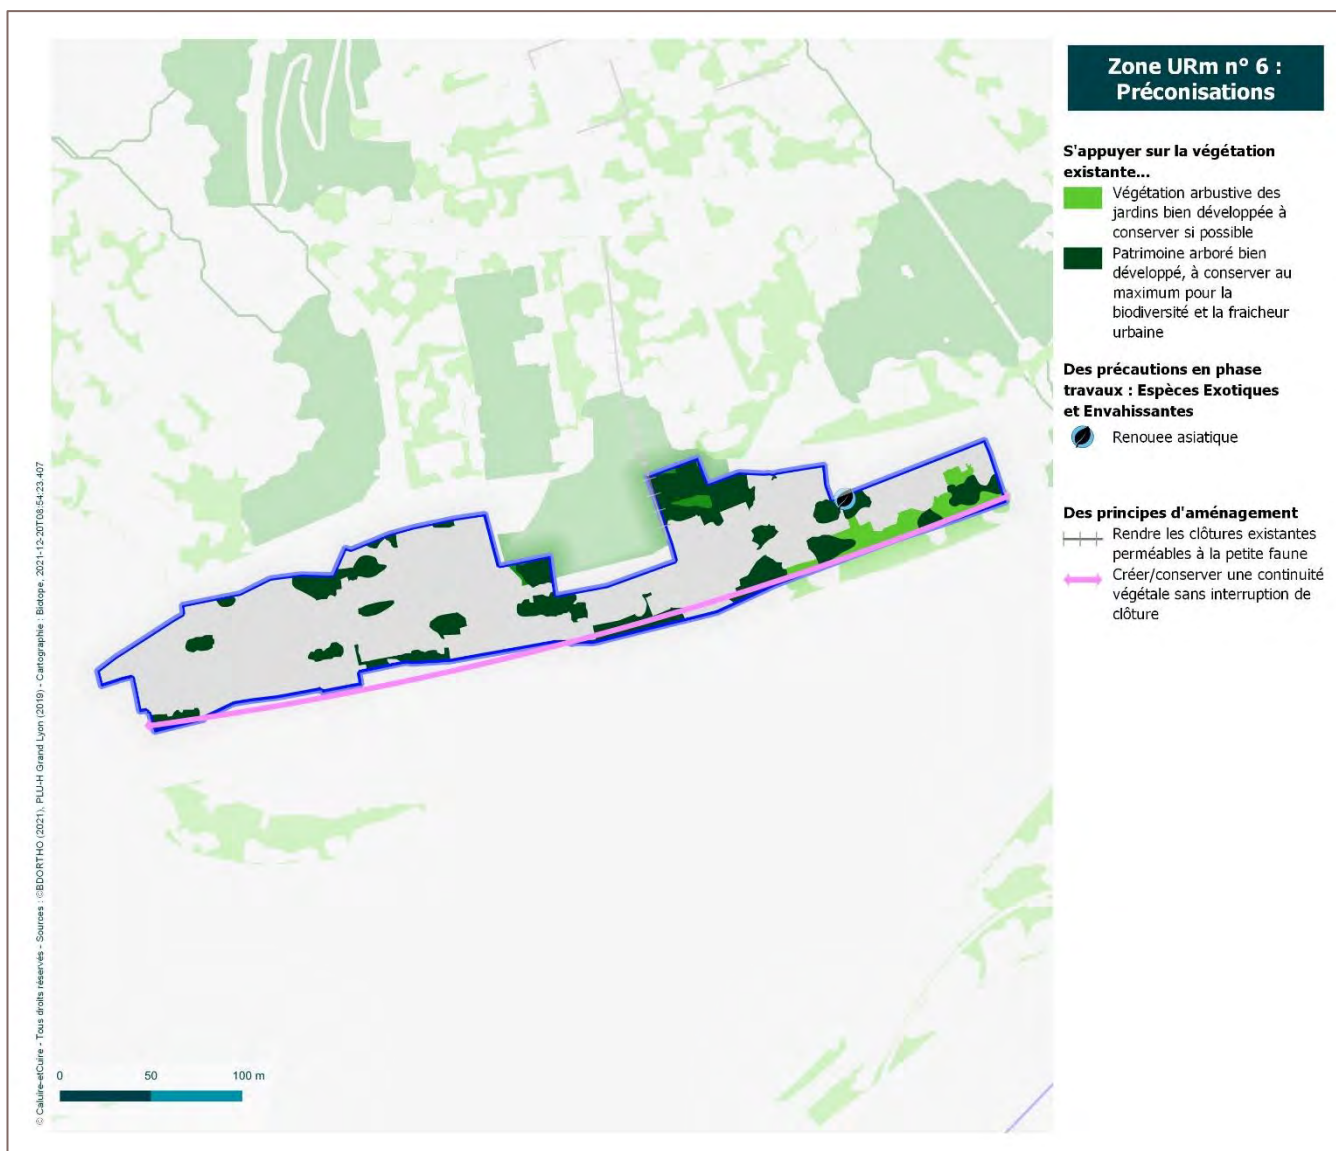 Zone URm n° 6 :
Préconisations
S'appuyer sur la végétation
existante...
Végétation arbustive des
jardins bien développée à
conserver si possible
Patrimoine arboré bien
développé, à conserver au
maximum pour la
biodiversité et la fraicheur
urbaine
Des précautions en phase
travaux : Espèces Exotiques
et Envahissantes
Renouee asiatique
Des principes d'aménagement
Rendre les clôtures existantes
perméables à la petite faune
Créer/conserver une continuité
végétale sans interruption de
clôture
© Caluire-etCuire - Tous droits réservés - Sources : ©BDORTHO (2021), PLU-H Grand Lyon (2019) - Cartographie : Biotope, 2021-12-20T08:54:23.407
0 50 100 m